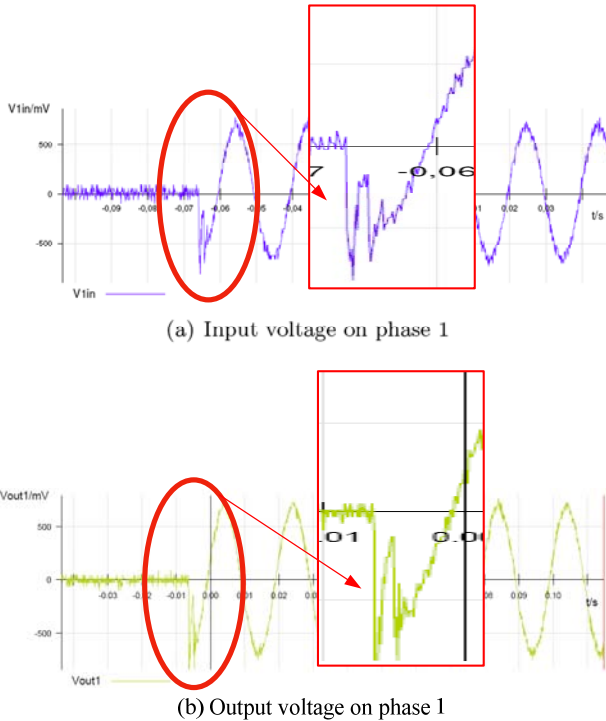 V1in/mV
500
0
-500
-0,09 -0,08 -0,07 -0,06 -0,05 -0,04
7 -0,06
0.02 0.03
t/s
V1in
(a) Input voltage on phase 1
Vout1/mV
500
0
-500
-0.03 -0.02 -0.01 0.00 0.01 0.02
.01 0.00
0.09 0.10
t/s
Vout1
(b) Output voltage on phase 1